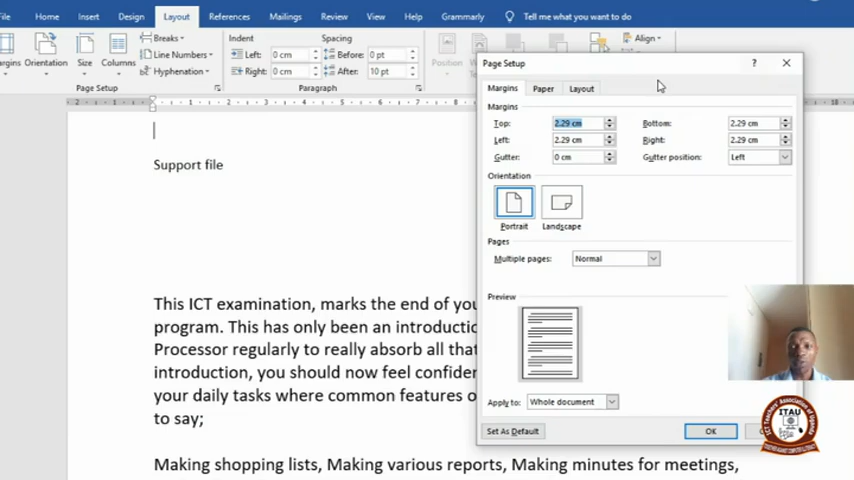 File Home Insert Design Layout References Mailings Review View Help Grammarly Tell me what you want to do
Breaks
Line Numbers
Hyphenation
Margins Orientation Size Columns
Page Setup
Indent Spacing
Left: 0 cm Before: 0 pt
Right: 0 cm After: 10 pt
Paragraph
Position
Align
Page Setup
Margins Paper Layout
Margins
Top: 2.29 cm Bottom: 2.29 cm
Left: 2.29 cm Right: 2.29 cm
Gutter: 0 cm Gutter position: Left
Orientation
Portrait Landscape
Pages
Multiple pages: Normal
Preview
Apply to: Whole document
Set As Default OK
Support file
This ICT examination, marks the end of you
program. This has only been an introductio
Processor regularly to really absorb all that
introduction, you should now feel confider
your daily tasks where common features o
to say;
Making shopping lists, Making various reports, Making minutes for meetings,
ITAU